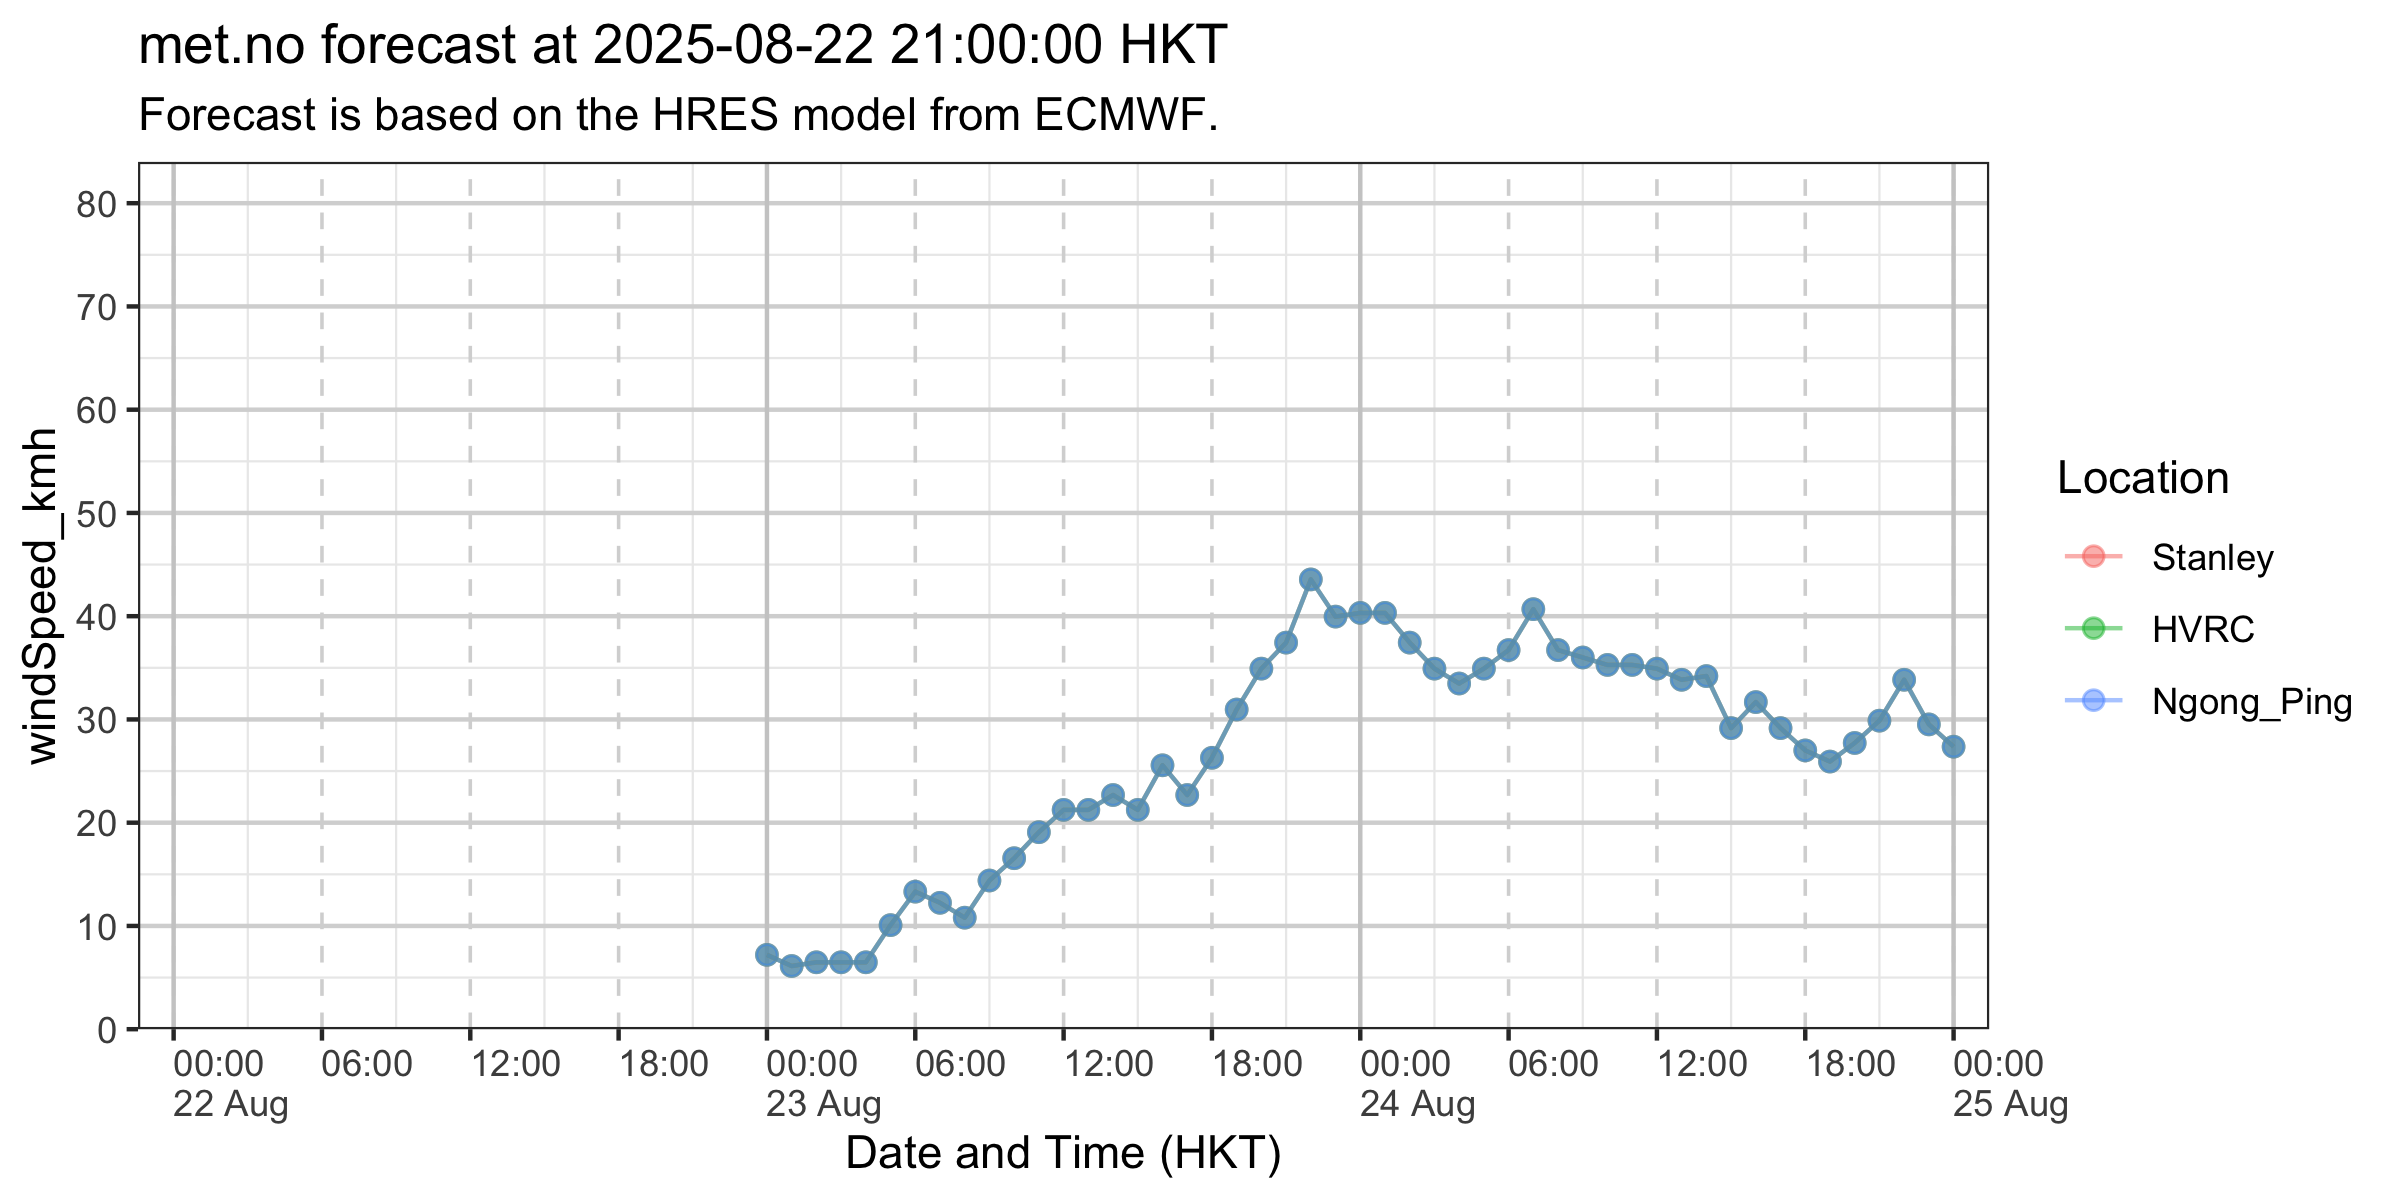 met.no forecast at 2025-08-22 21:00:00 HKT
Forecast is based on the HRES model from ECMWF.
windSpeed_kmh
80
70
60
50
40
30
20
10
0
00:00 06:00 12:00 18:00 00:00 06:00 12:00 18:00 00:00 06:00 12:00 18:00 00:00
22 Aug 23 Aug 24 Aug 25 Aug
Date and Time (HKT)
Location
Stanley
HVRC
Ngong_Ping